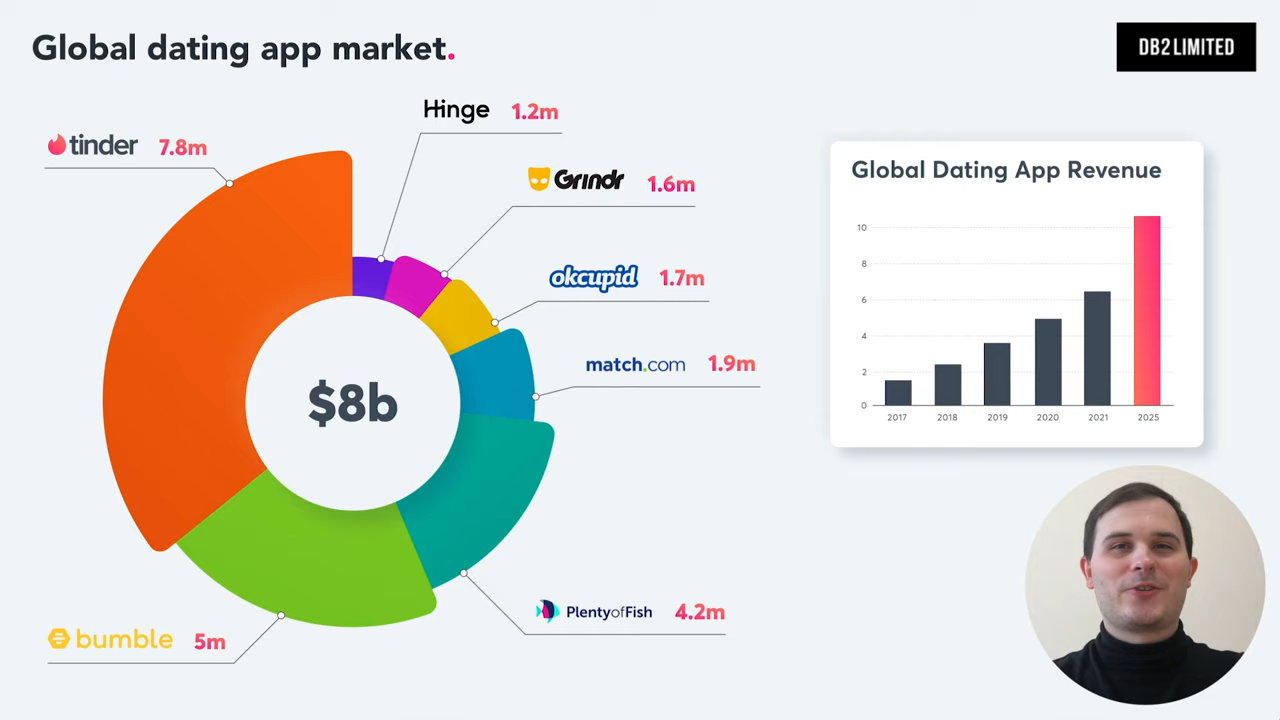 Global dating app market.
DB2 LIMITED
Hinge 1.2m
tinder 7.8m
Grindr 1.6m
okcupid 1.7m
match.com 1.9m
$8b
PlentyofFish 4.2m
bumble 5m
Global Dating App Revenue
10
8
6
4
2
0
2017 2018 2019 2020 2021 2025